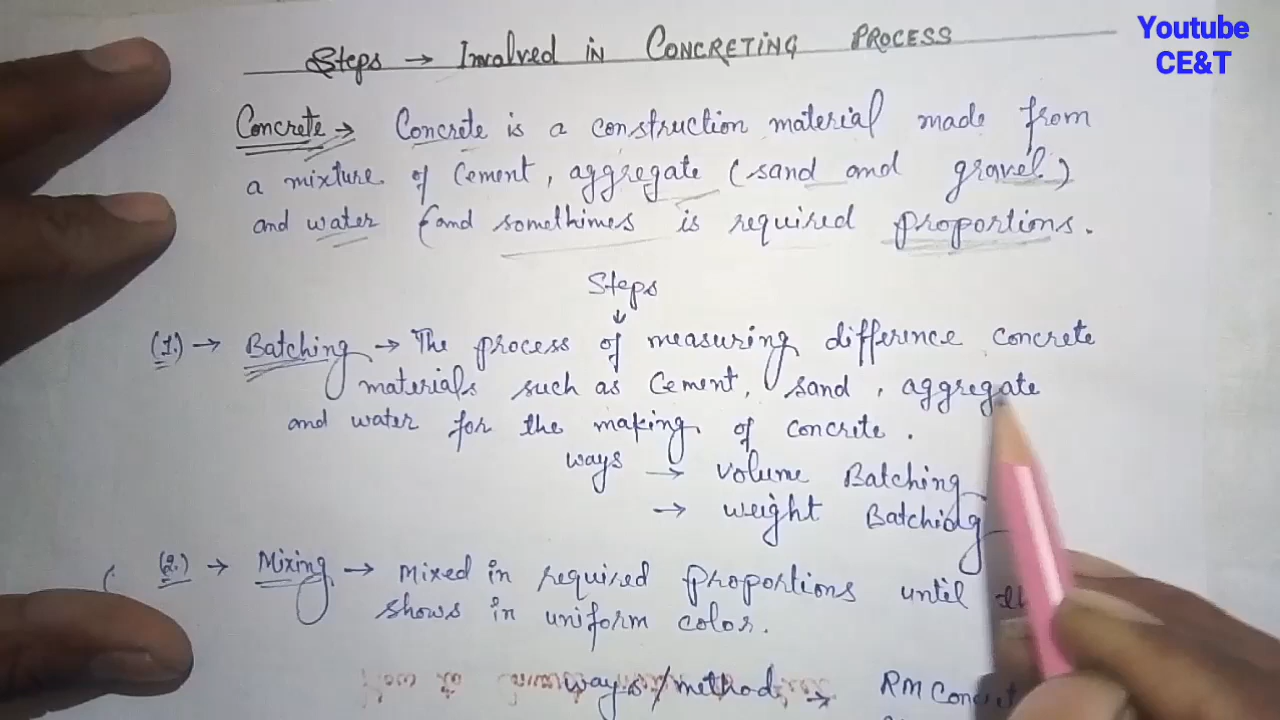 Youtube
CE&T
Steps → Involved in CONCRETING PROCESS
Concrete → Concrete is a construction material made from
a mixture of cement, aggregate (sand and gravel)
and water (and somethimes is required proportions.
Steps
↓
(1.) → Batching → The process of measuring difference concrete
materials such as cement, sand, aggregate
and water for the making of concrete.
ways → Volume Batching
→ weight Batching
(2.) → Mixing → Mixed in required proportions until
shows in uniform color.
ways/method → RM